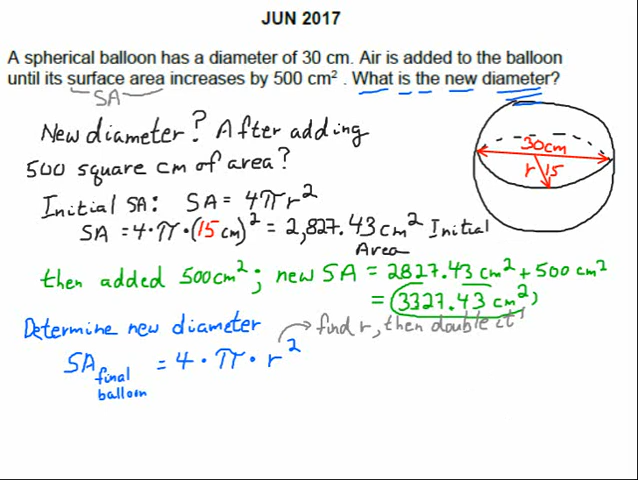 JUN 2017
A spherical balloon has a diameter of 30 cm. Air is added to the balloon
until its surface area increases by 500 cm². What is the new diameter?
SA
New diameter? After adding
500 square cm of area?
30cm
r 15
Initial SA: SA = 4πr²
SA = 4·π·(15cm)² = 2,827.43cm² Initial
Area
then added 500cm²; new SA = 2827.43 cm² + 500 cm²
= (3327.43 cm²)
Determine new diameter
find r, then double it!
SA final balloon = 4·π·r²